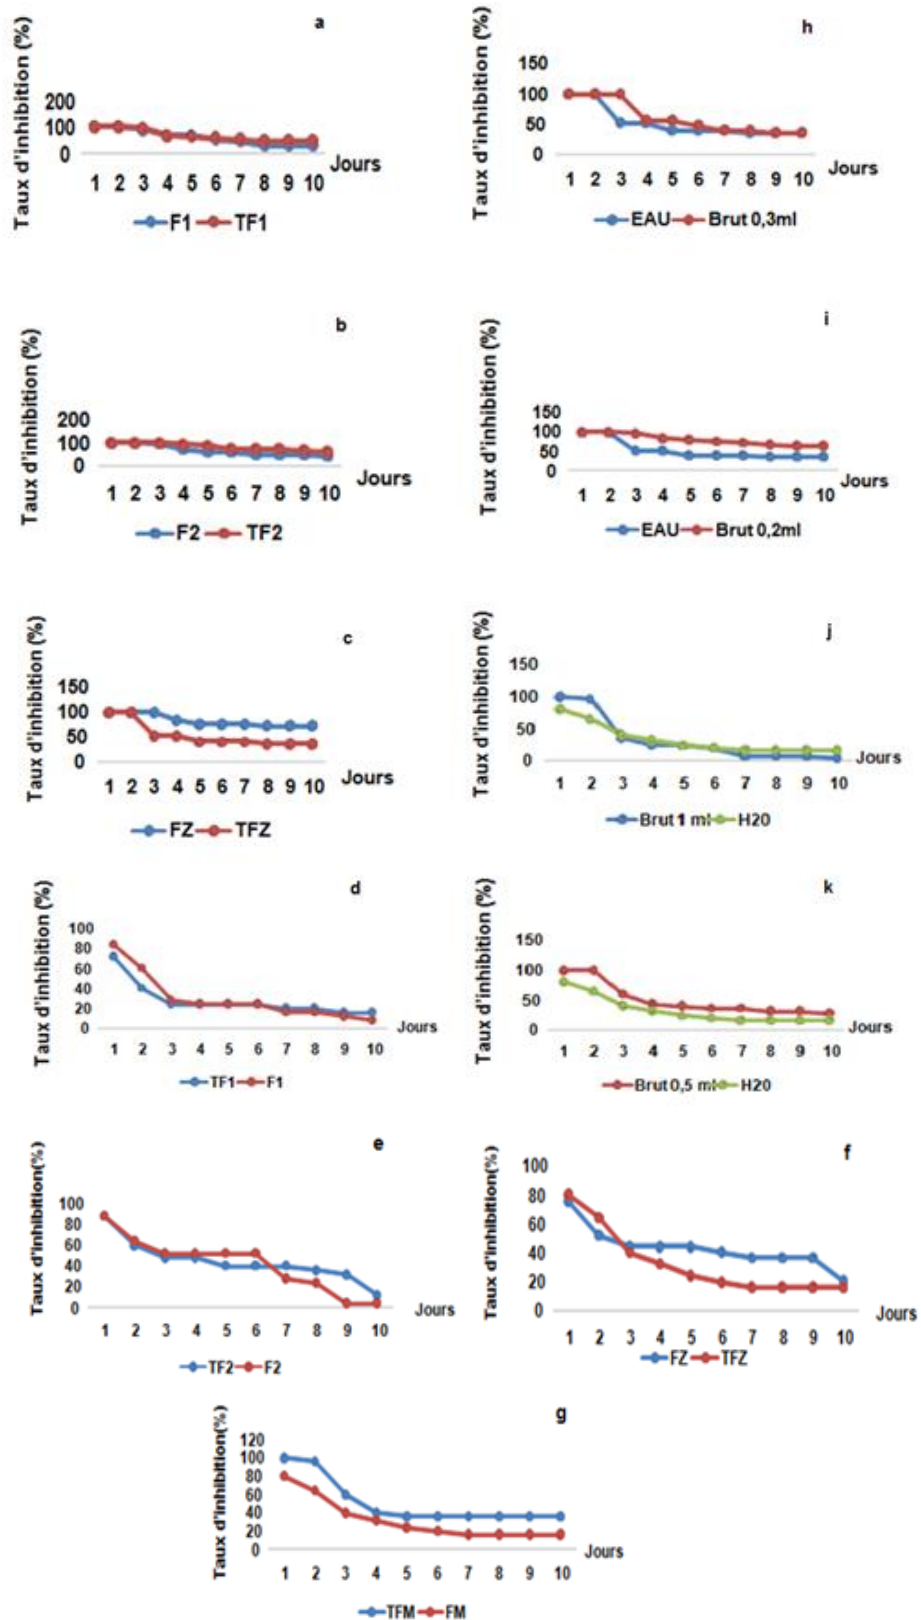 a
Taux d'inhibition (%)
200
100
0
1 2 3 4 5 6 7 8 9 10
Jours
F1 TF1
h
Taux d'inhibition (%)
150
100
50
0
1 2 3 4 5 6 7 8 9 10
Jours
EAU Brut 0,3ml
b
Taux d'inhibition (%)
200
100
0
1 2 3 4 5 6 7 8 9 10
Jours
F2 TF2
i
Taux d'inhibition (%)
150
100
50
0
1 2 3 4 5 6 7 8 9 10
Jours
EAU Brut 0,2ml
c
Taux d'inhibition (%)
150
100
50
0
1 2 3 4 5 6 7 8 9 10
Jours
FZ TFZ
j
Taux d'inhibition (%)
150
100
50
0
1 2 3 4 5 6 7 8 9 10
Jours
Brut 1 ml H20
d
Taux d'inhibition (%)
100
80
60
40
20
0
1 2 3 4 5 6 7 8 9 10
Jours
TF1 F1
k
Taux d'inhibition (%)
150
100
50
0
1 2 3 4 5 6 7 8 9 10
Jours
Brut 0,5 ml H20
e
Taux d'inhibition(%)
100
80
60
40
20
0
1 2 3 4 5 6 7 8 9 10
Jours
TF2 F2
f
Taux d'inhibition(%)
100
80
60
40
20
0
1 2 3 4 5 6 7 8 9 10
Jours
FZ TFZ
g
Taux d'inhibition(%)
120
100
80
60
40
20
0
1 2 3 4 5 6 7 8 9 10
Jours
TFM FM